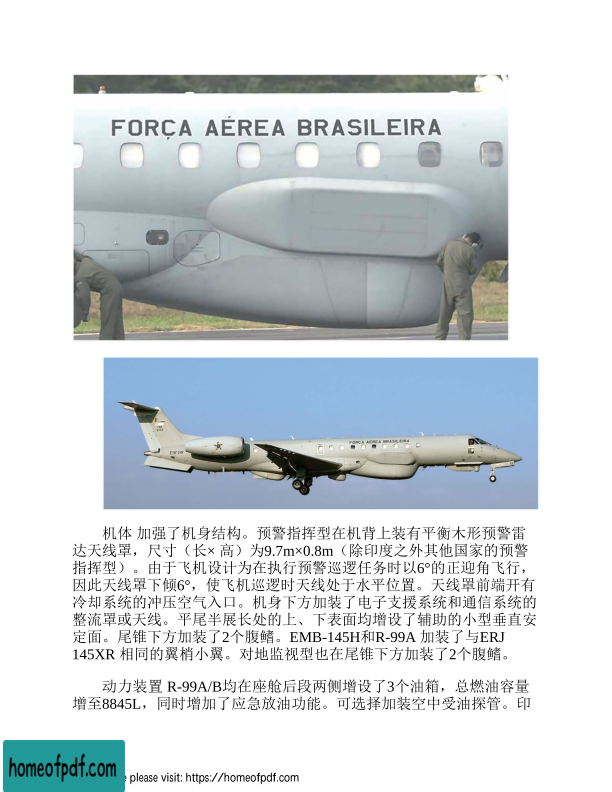 FORÇA AÉREA BRASILEIRA
FORÇA AÉREA BRASILEIRA
机体 加强了机身结构。预警指挥型在机背上装有平衡木形预警雷
达天线罩，尺寸（长× 高）为9.7m×0.8m（除印度之外其他国家的预警
指挥型）。由于飞机设计为在执行预警巡逻任务时以6°的正迎角飞行，
因此天线罩下倾6°，使飞机巡逻时天线处于水平位置。天线罩前端开有
冷却系统的冲压空气入口。机身下方加装了电子支援系统和通信系统的
整流罩或天线。平尾半展长处的上、下表面均增设了辅助的小型垂直安
定面。尾锥下方加装了2个腹鳍。EMB-145H和R-99A 加装了与ERJ
145XR 相同的翼梢小翼。对地监视型也在尾锥下方加装了2个腹鳍。
动力装置 R-99A/B均在座舱后段两侧增设了3个油箱，总燃油容量
增至8845L，同时增加了应急放油功能。可选择加装空中受油探管。印
homeofpdf.com
please visit: https://homeofpdf.com